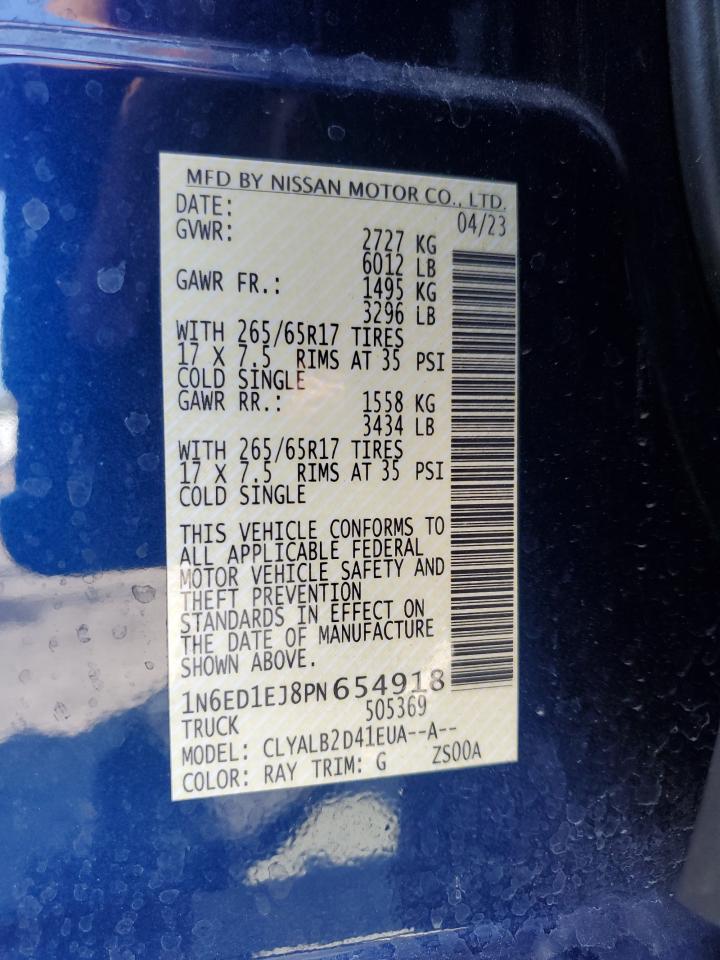 MFD BY NISSAN MOTOR CO., LTD.
DATE: 04/23
GVWR: 2727 KG
6012 LB
GAWR FR.: 1495 KG
3296 LB
WITH 265/65R17 TIRES
17 X 7.5 RIMS AT 35 PSI
COLD SINGLE
GAWR RR.: 1558 KG
3434 LB
WITH 265/65R17 TIRES
17 X 7.5 RIMS AT 35 PSI
COLD SINGLE
THIS VEHICLE CONFORMS TO
ALL APPLICABLE FEDERAL
MOTOR VEHICLE SAFETY AND
THEFT PREVENTION
STANDARDS IN EFFECT ON
THE DATE OF MANUFACTURE
SHOWN ABOVE.
1N6ED1EJ8PN654918
TRUCK 505369
MODEL: CLYALB2D41EUA--A--
COLOR: RAY TRIM: G ZS00A